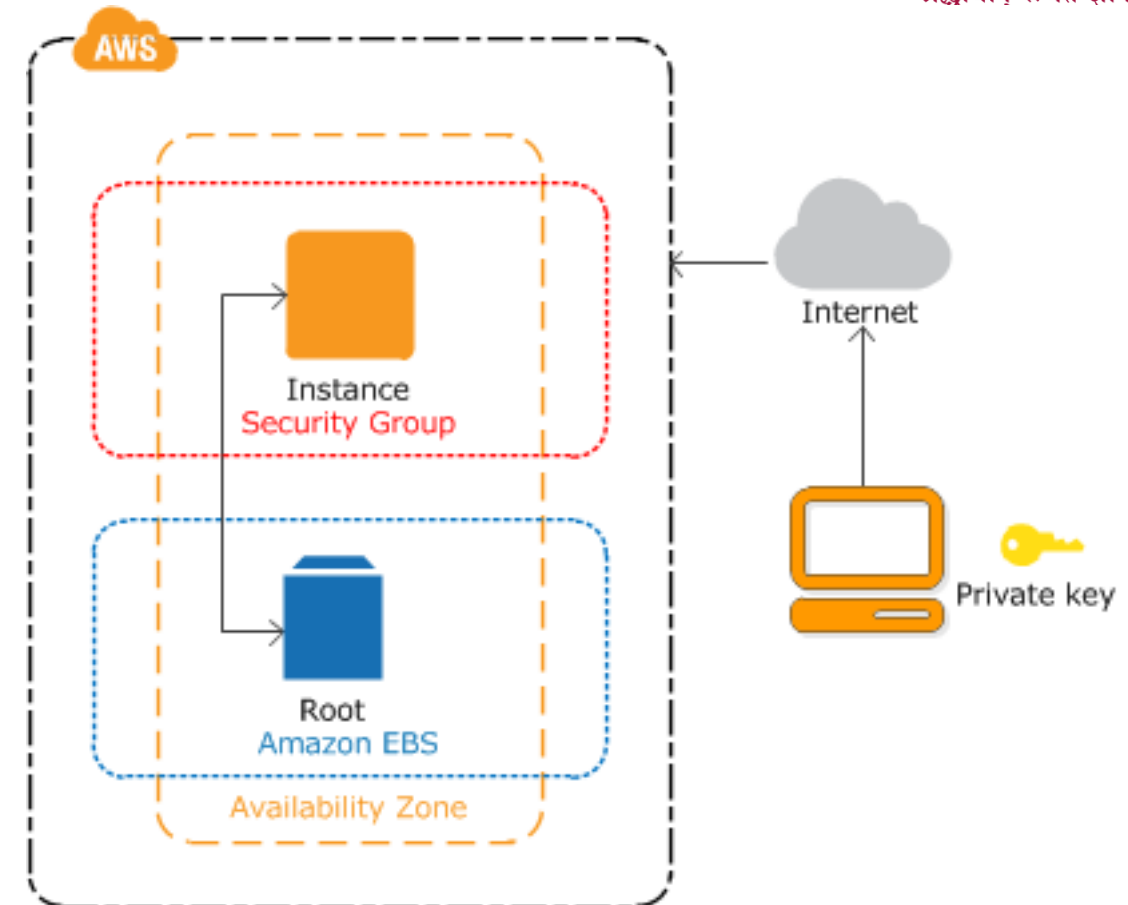 AWS
Instance
Security Group
Internet
Private key
Root
Amazon EBS
Availability Zone